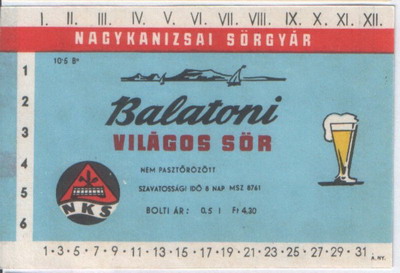 I. II. III. IV. V. VI. VII. VIII. IX. X. XI. XII.
NAGYKANIZSAI SÖRGYÁR
10·5 B°
1
2
3
4
5
6
Balatoni
VILÁGOS SÖR
NEM PASZTŐRÖZÖTT
SZAVATOSSÁGI IDŐ 8 NAP MSZ 8761
BOLTI ÁR: 0,5 l Ft 4,30
NKS
1·3·5·7·9·11·13·15·17·19·21·23·25·27·29·31
Á. NY.